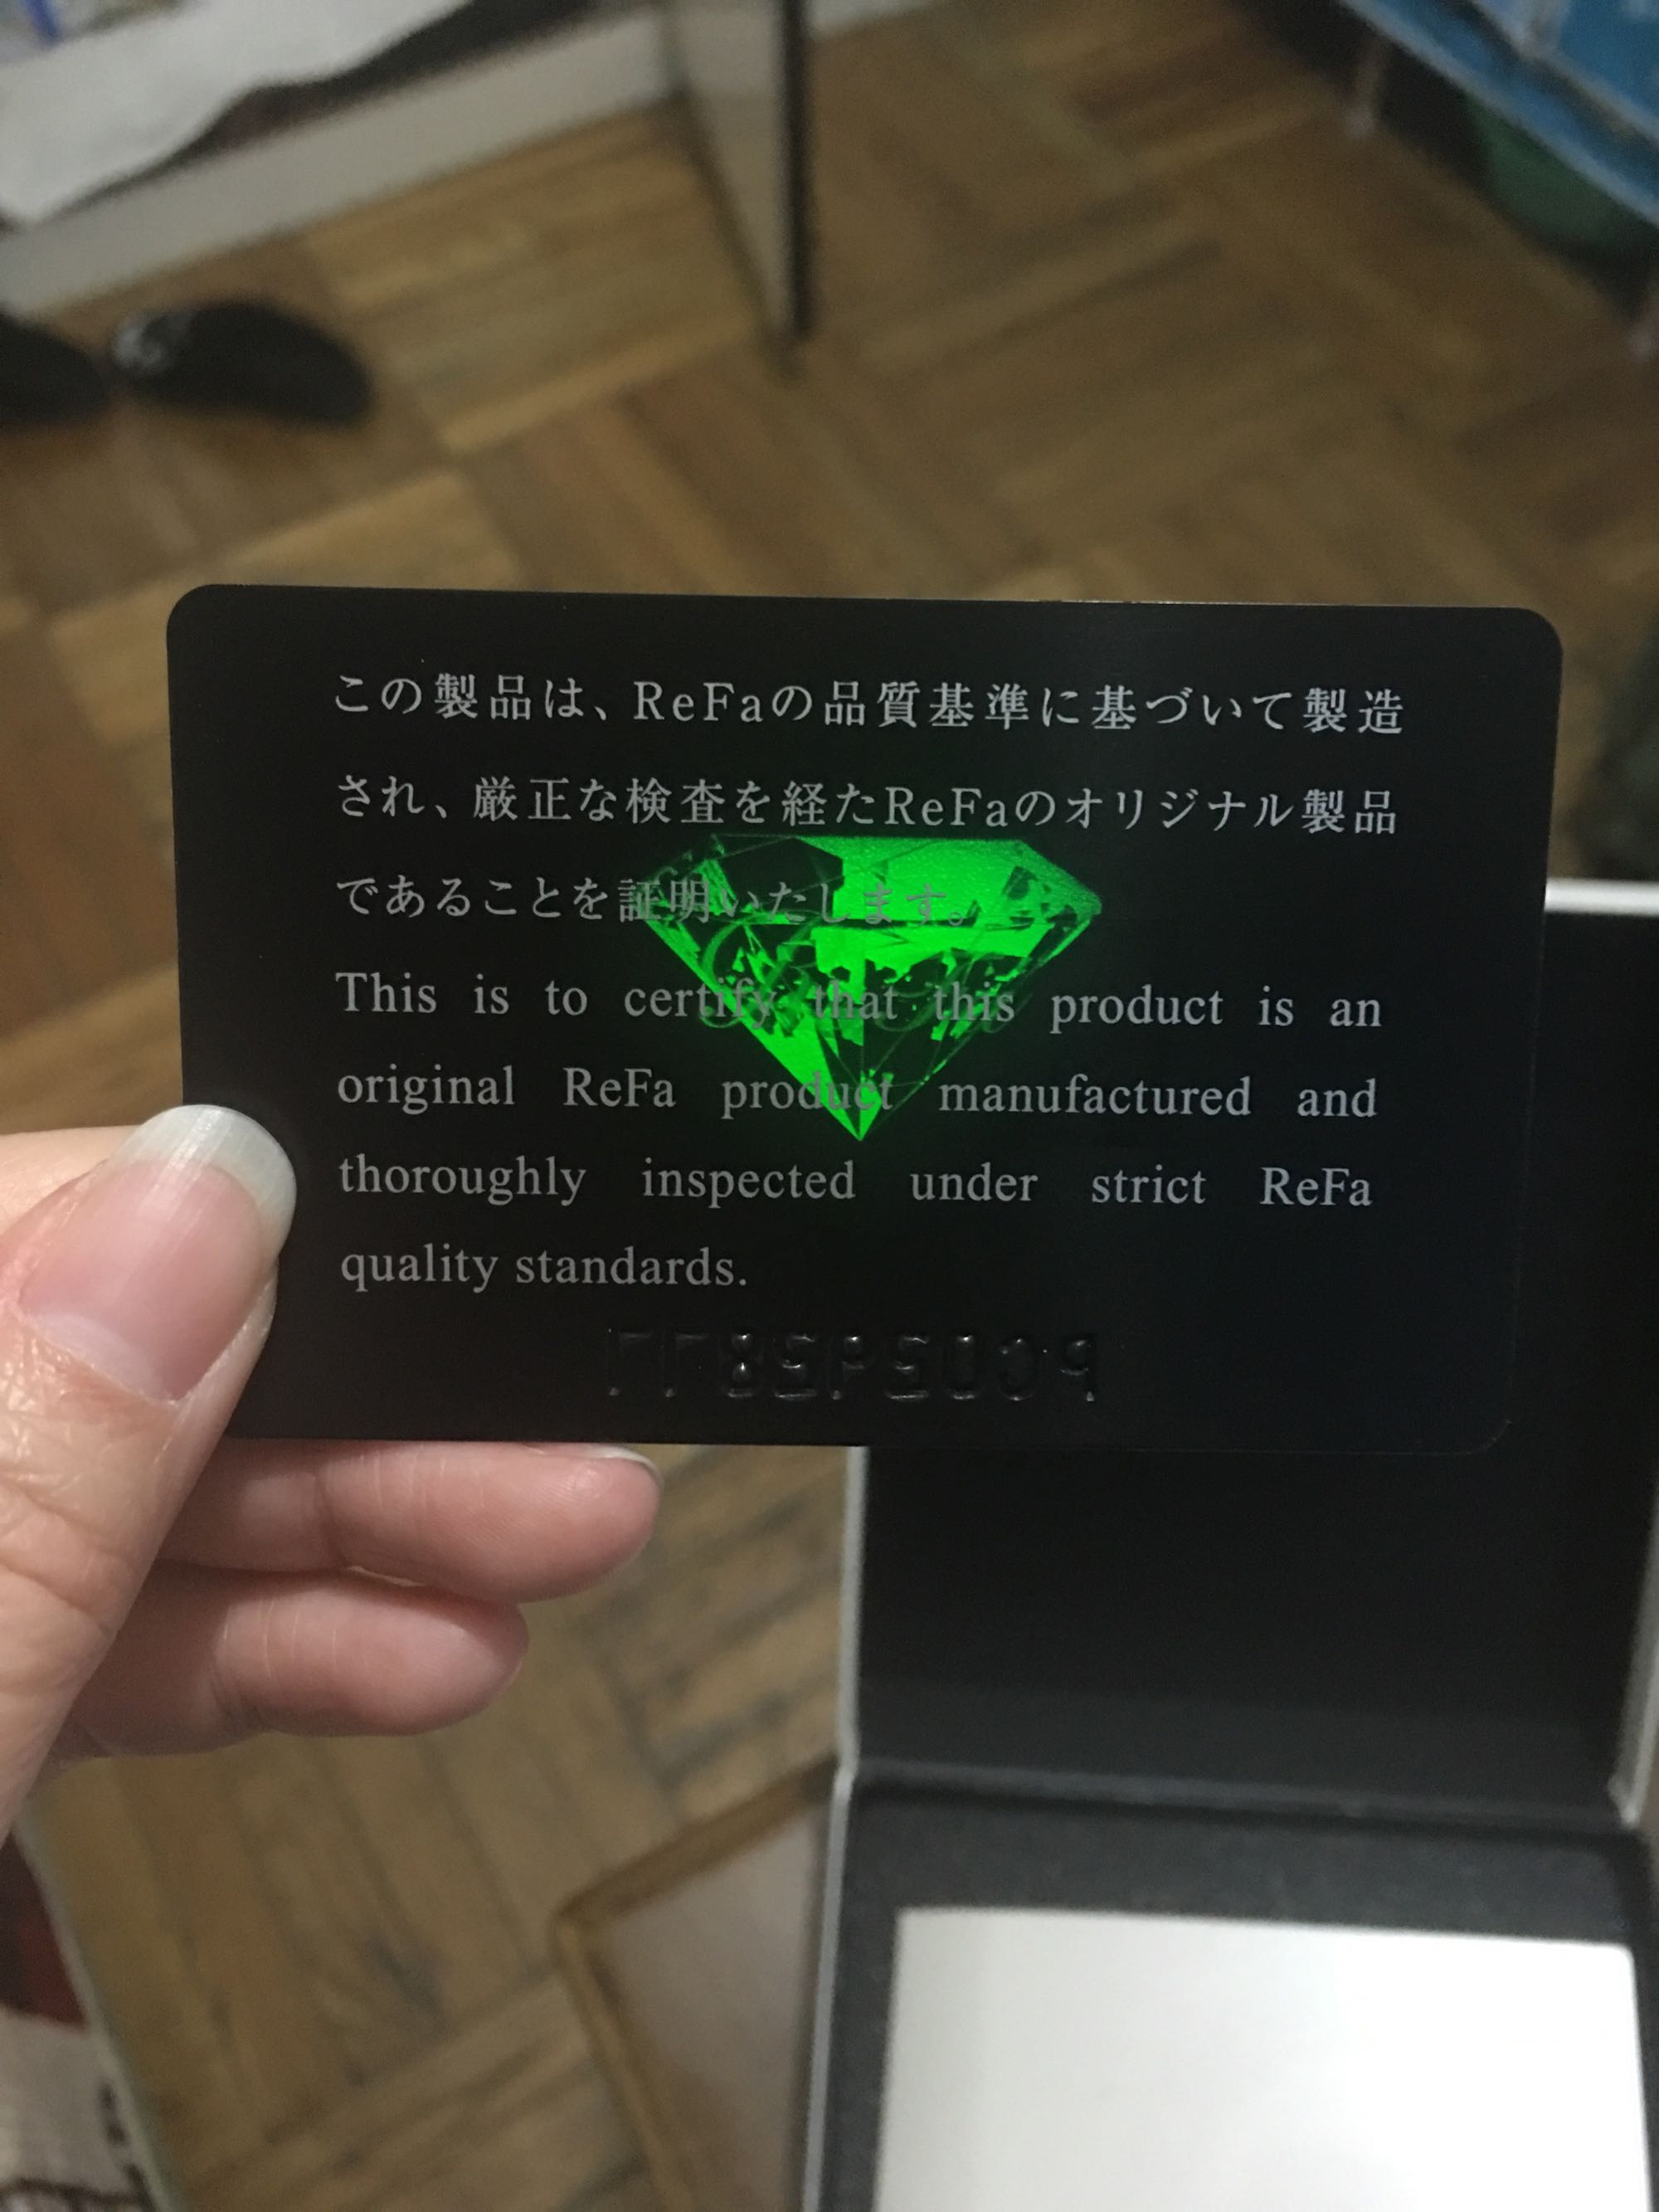 この製品は、ReFaの品質基準に基づいて製造
され、厳正な検査を経たReFaのオリジナル製品
であることを証明いたします。
This is to certify that this product is an
original ReFa product manufactured and
thoroughly inspected under strict ReFa
quality standards.